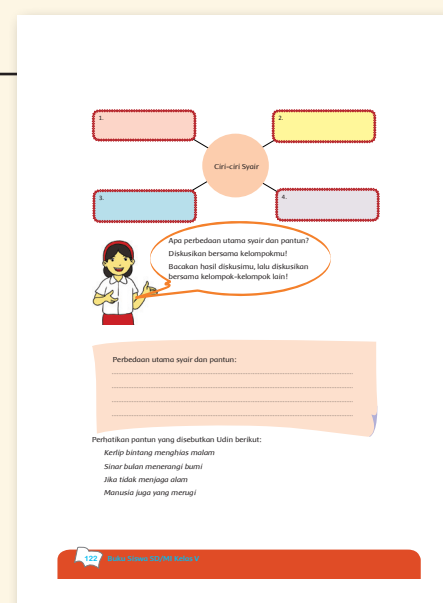 1.
2.
Ciri-ciri Syair
3.
4.
Apa perbedaan utama syair dan pantun?
Diskusikan bersama kelompokmu!
Bacakan hasil diskusimu, lalu diskusikan
bersama kelompok-kelompok lain!
Perbedaan utama syair dan pantun:
Perhatikan pantun yang disebutkan Udin berikut:
Kerlip bintang menghias malam
Sinar bulan menerangi bumi
Jika tidak menjaga alam
Manusia juga yang merugi
122
Buku Siswa SD/MI Kelas V